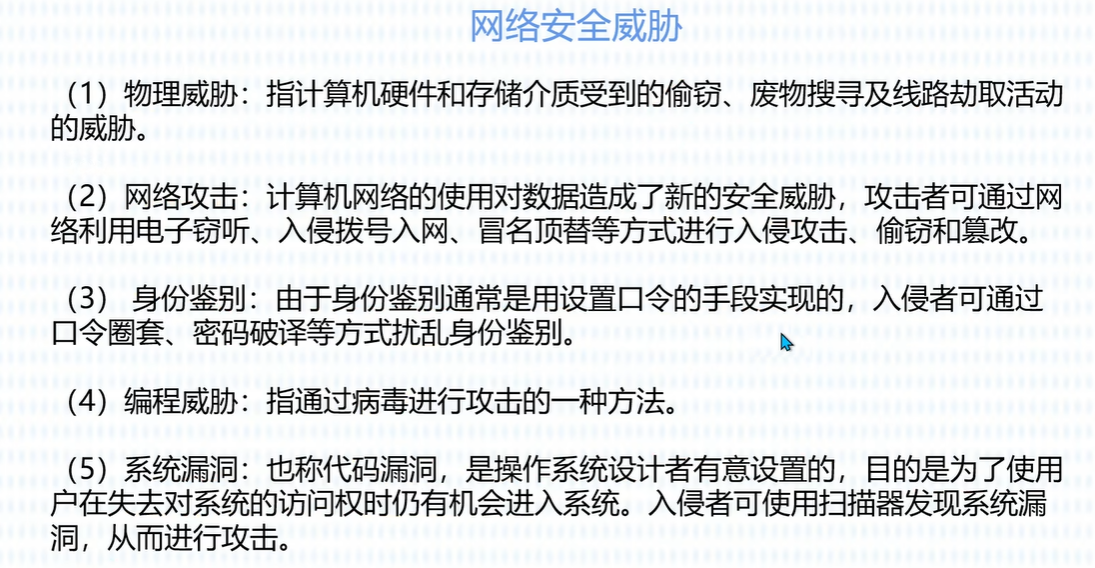 网络安全威胁
（1）物理威胁：指计算机硬件和存储介质受到的偷窃、废物搜寻及线路劫取活动
的威胁。
（2）网络攻击：计算机网络的使用对数据造成了新的安全威胁，攻击者可通过网
络利用电子窃听、入侵拨号入网、冒名顶替等方式进行入侵攻击、偷窃和篡改。
（3） 身份鉴别：由于身份鉴别通常是用设置口令的手段实现的，入侵者可通过
口令圈套、密码破译等方式扰乱身份鉴别。
（4）编程威胁：指通过病毒进行攻击的一种方法。
（5）系统漏洞：也称代码漏洞，是操作系统设计者有意设置的，目的是为了使用
户在失去对系统的访问权时仍有机会进入系统。入侵者可使用扫描器发现系统漏
洞，从而进行攻击。